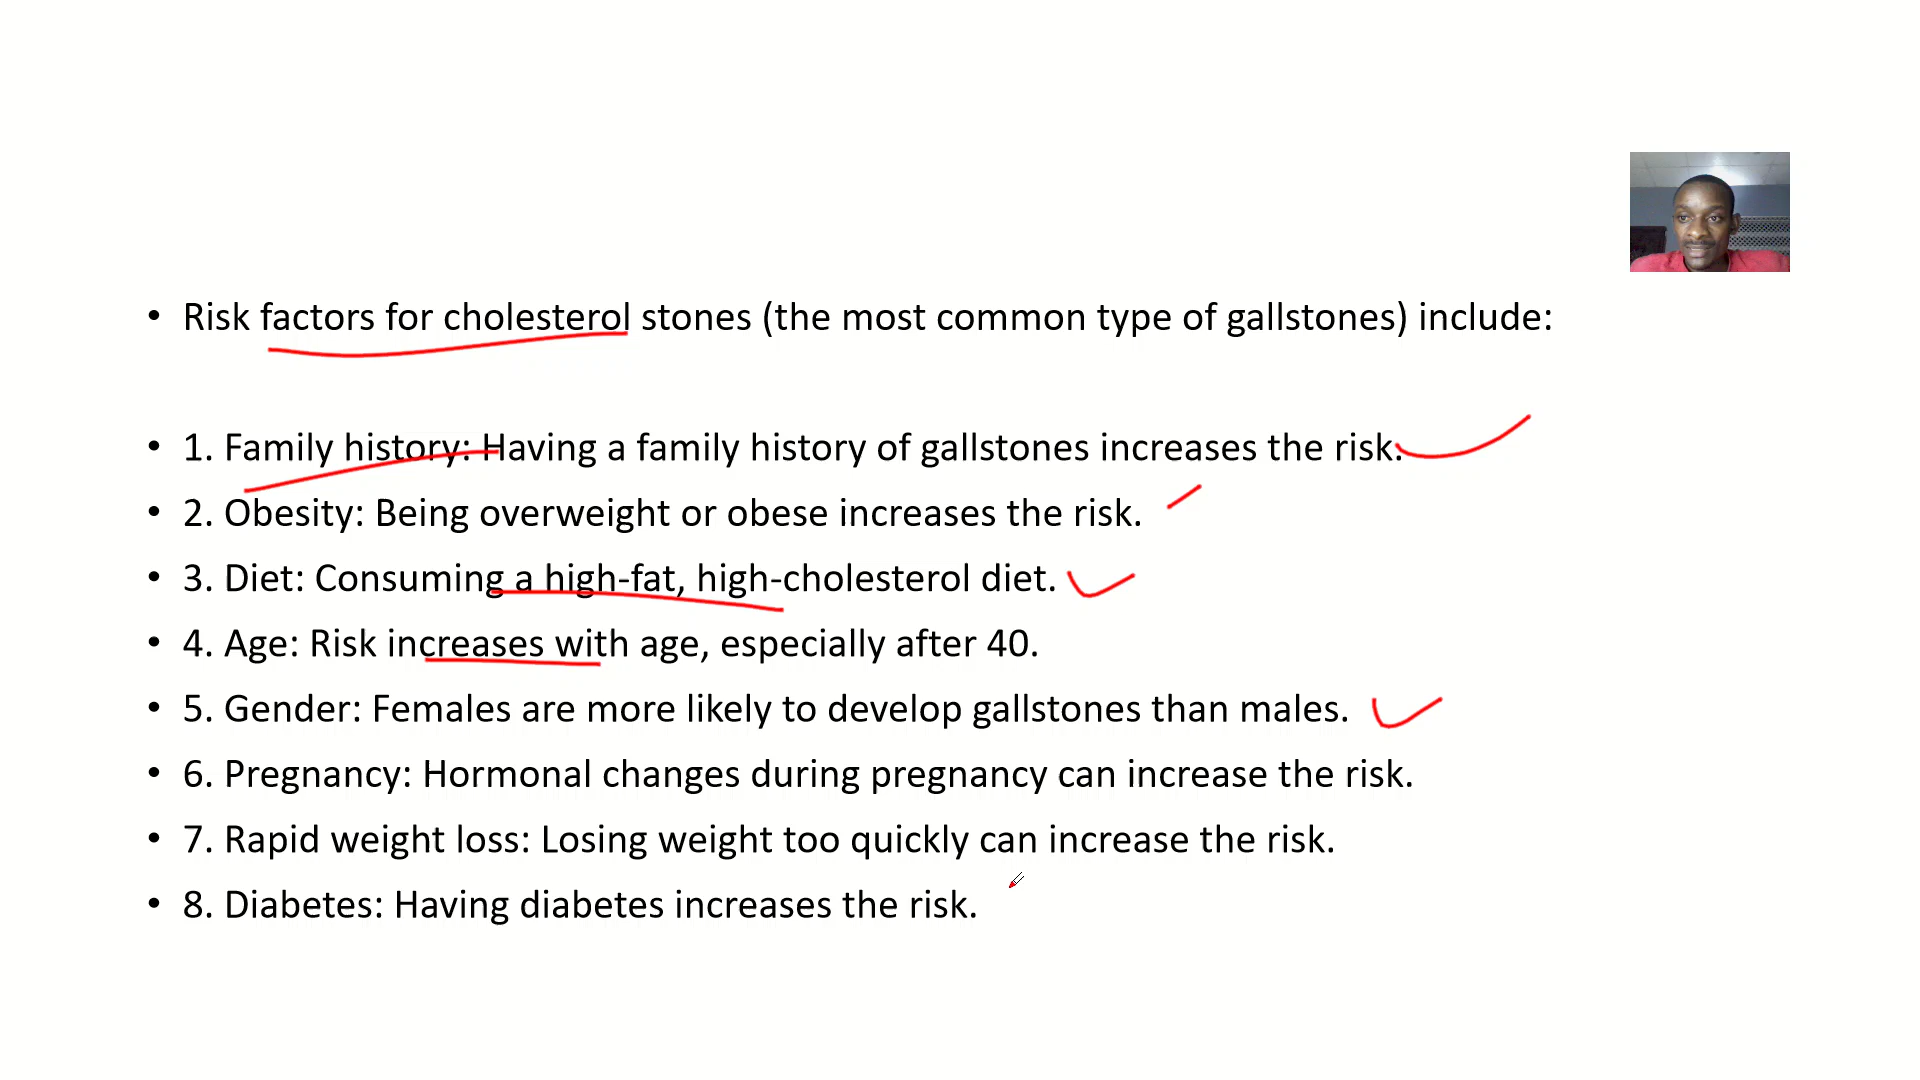 • Risk factors for cholesterol stones (the most common type of gallstones) include:
• 1. Family history: Having a family history of gallstones increases the risk.
• 2. Obesity: Being overweight or obese increases the risk.
• 3. Diet: Consuming a high-fat, high-cholesterol diet.
• 4. Age: Risk increases with age, especially after 40.
• 5. Gender: Females are more likely to develop gallstones than males.
• 6. Pregnancy: Hormonal changes during pregnancy can increase the risk.
• 7. Rapid weight loss: Losing weight too quickly can increase the risk.
• 8. Diabetes: Having diabetes increases the risk.